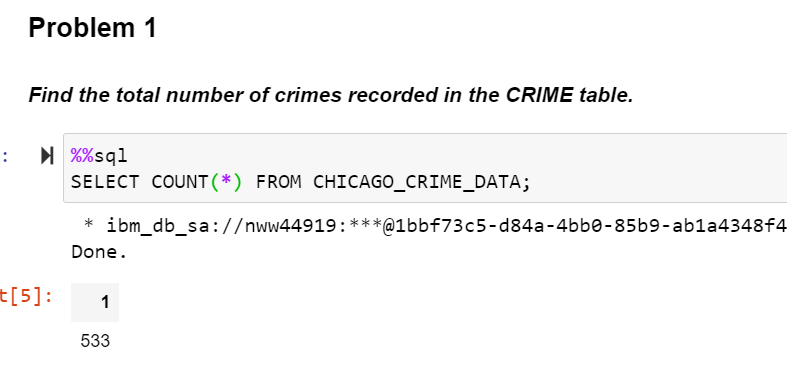 Problem 1
Find the total number of crimes recorded in the CRIME table.
: %%sql
SELECT COUNT(*) FROM CHICAGO_CRIME_DATA;
* ibm_db_sa://nww44919:***@1bbf73c5-d84a-4bb0-85b9-ab1a4348f4
Done.
t[5]: 1
533